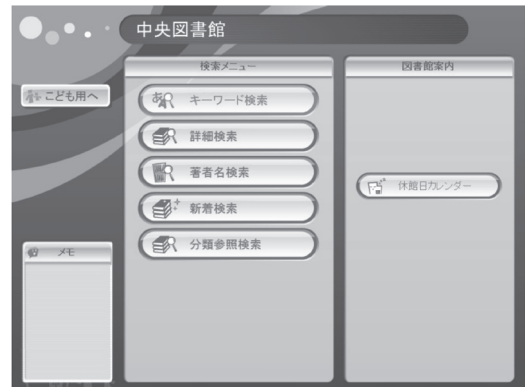 中央図書館
検索メニュー
図書館案内
こども用へ
あ
A
キーワード検索
詳細検索
著者名検索
新着検索
分類参照検索
休館日カレンダー
メモ